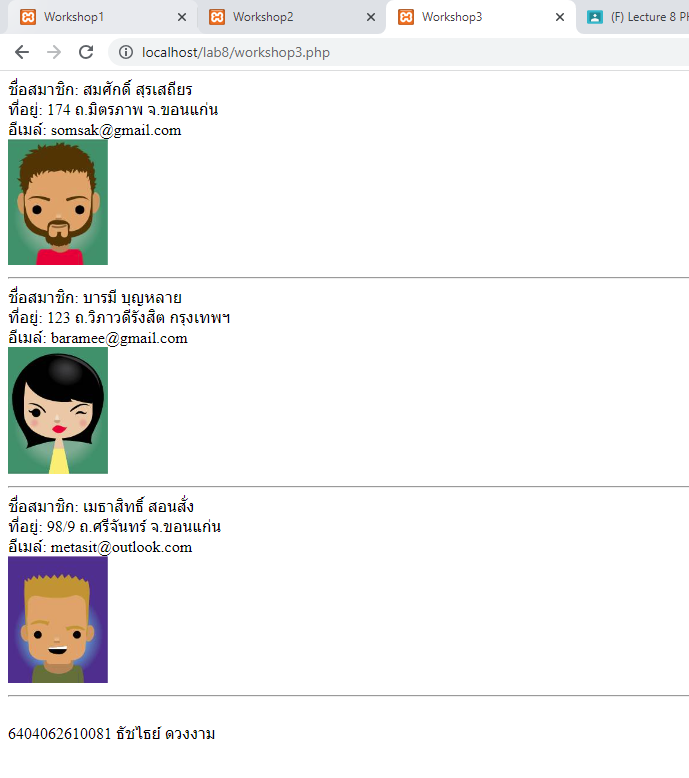 Workshop1
Workshop2
Workshop3
(F) Lecture 8 PH
localhost/lab8/workshop3.php
ชื่อสมาชิก: สมศักดิ์ สุรเสถียร
ที่อยู่: 174 ถ.มิตรภาพ จ.ขอนแก่น
อีเมล์: somsak@gmail.com
ชื่อสมาชิก: บารมี บุญหลาย
ที่อยู่: 123 ถ.วิภาวดีรังสิต กรุงเทพฯ
อีเมล์: baramee@gmail.com
ชื่อสมาชิก: เมธาสิทธิ์ สอนสั่ง
ที่อยู่: 98/9 ถ.ศรีจันทร์ จ.ขอนแก่น
อีเมล์: metasit@outlook.com
6404062610081 ธัชไธย์ ดวงงาม